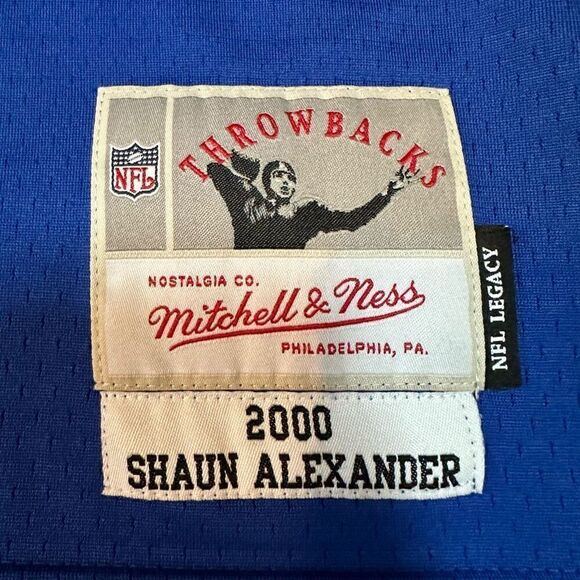 THROWBACKS
NFL
NOSTALGIA CO.
Mitchell & Ness
PHILADELPHIA, PA.
NFL LEGACY
2000
SHAUN ALEXANDER